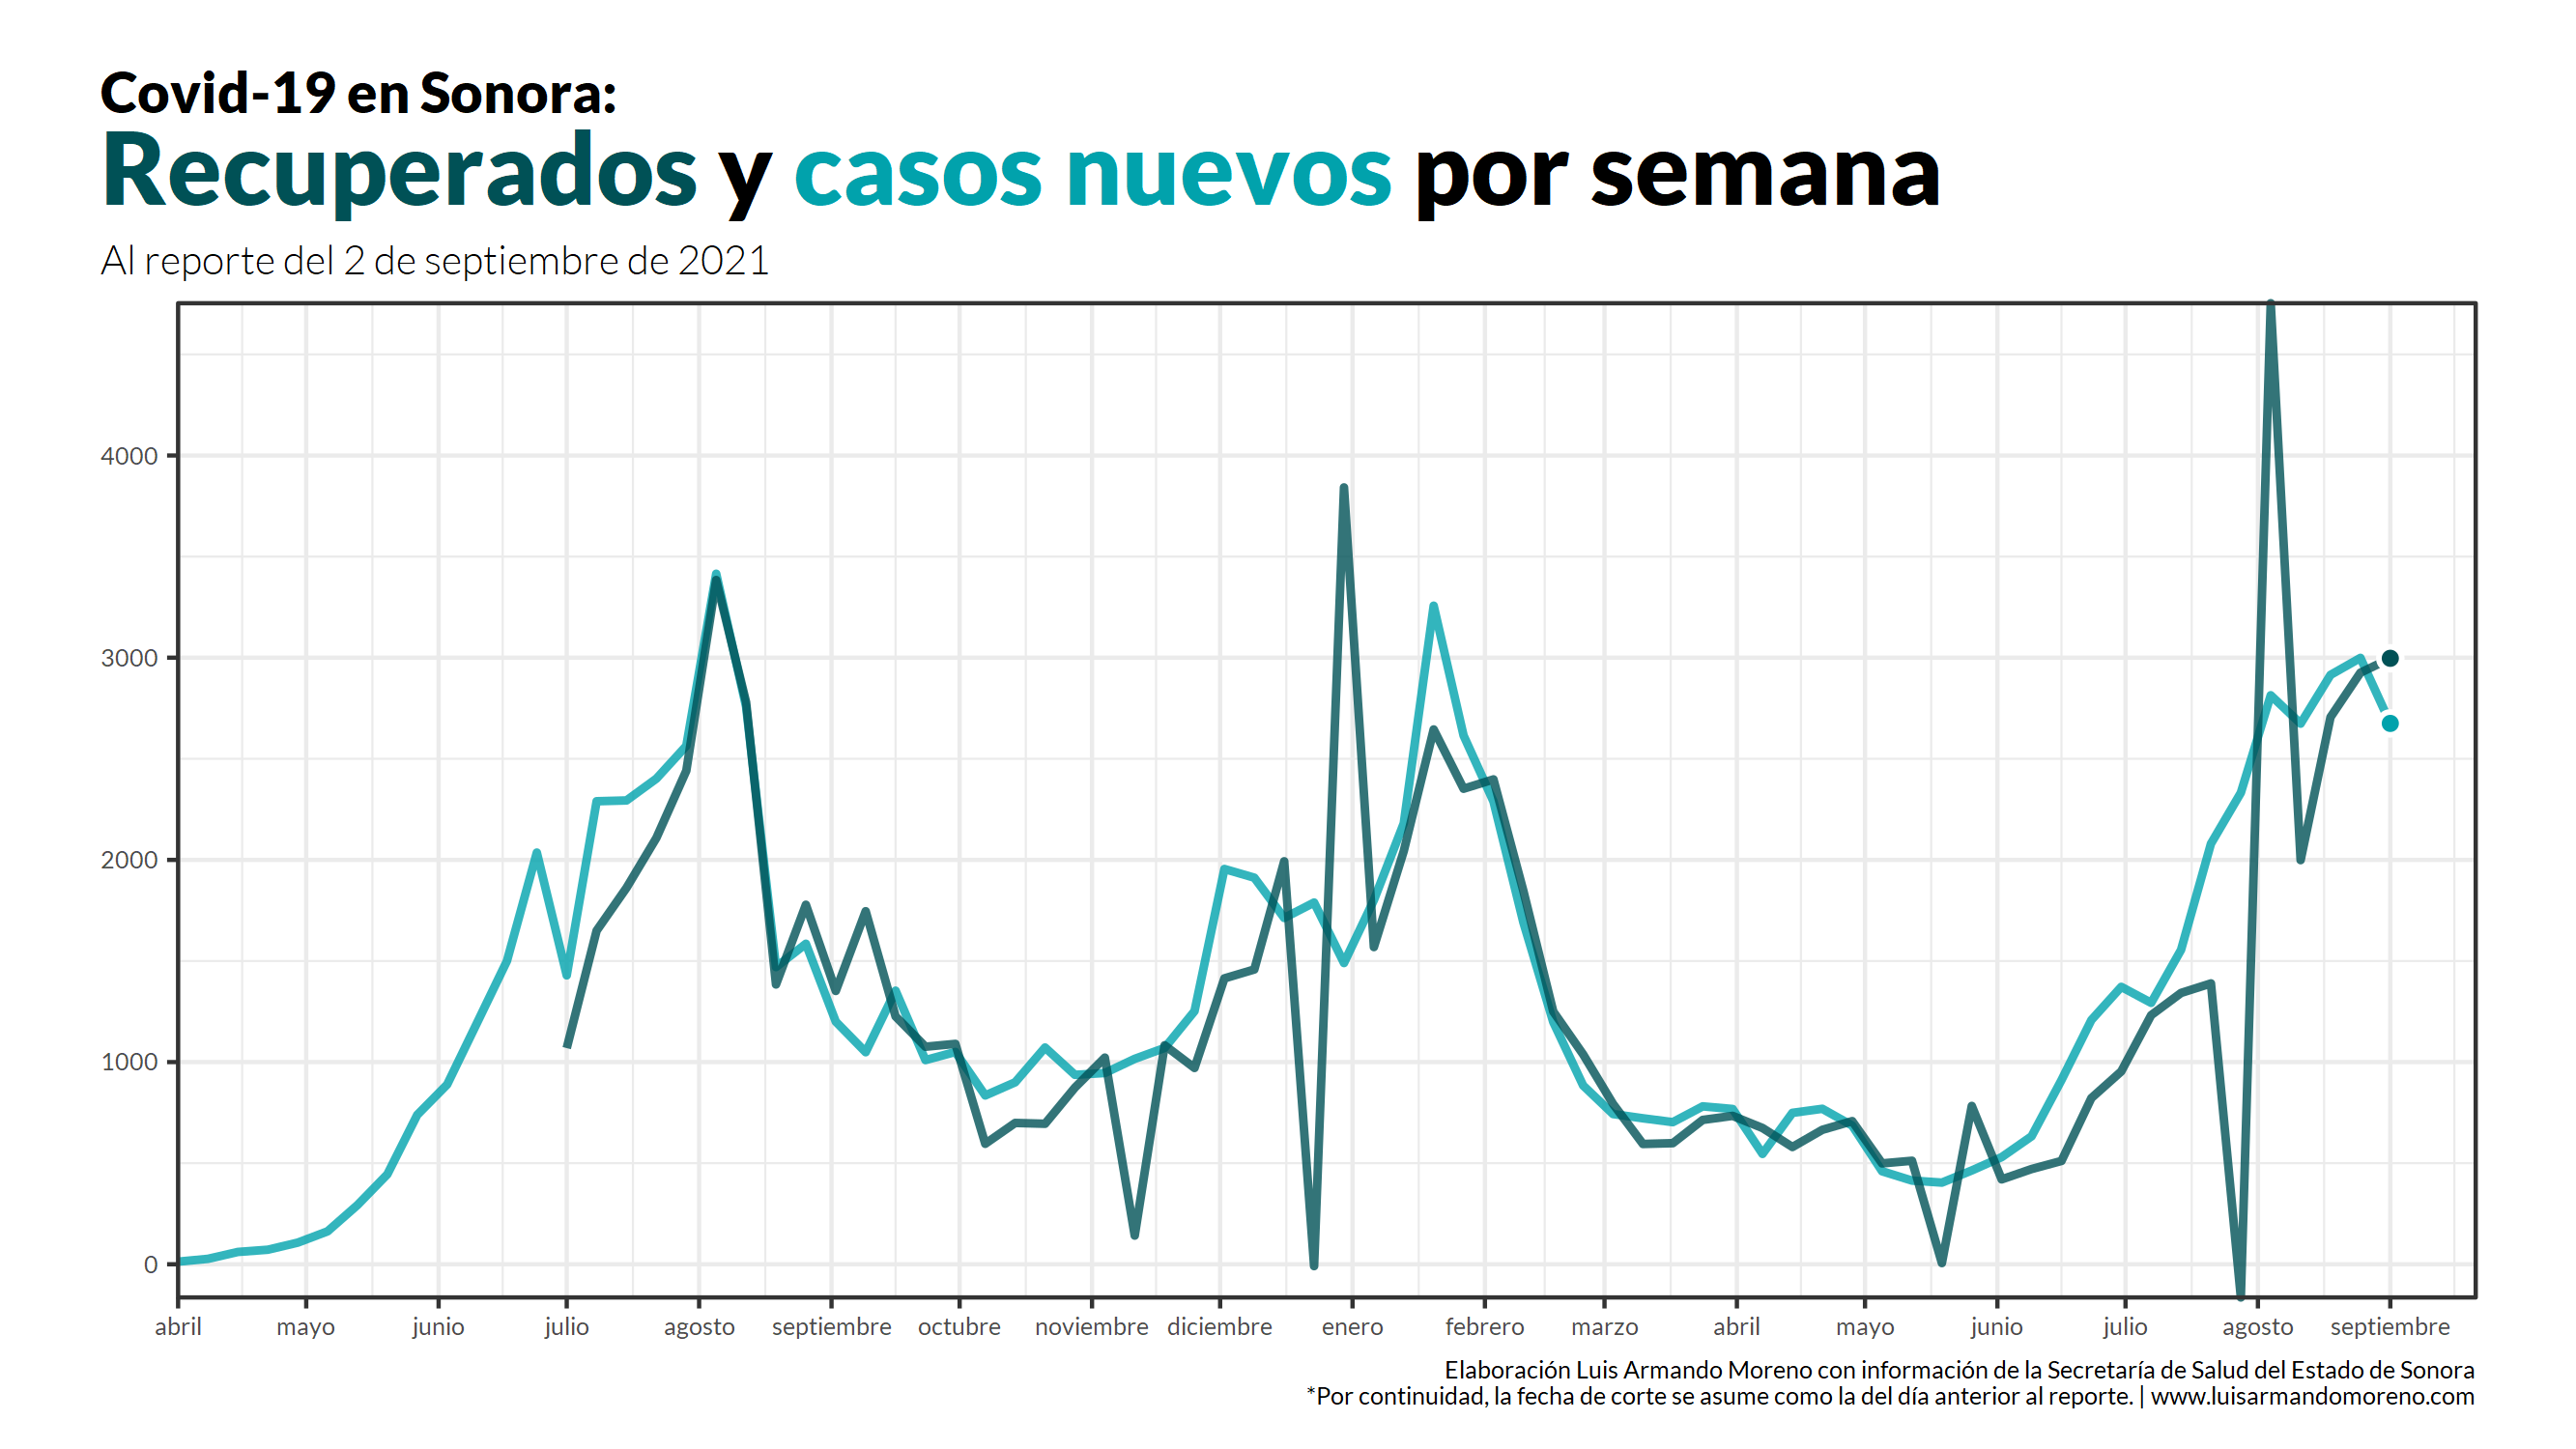 Covid-19 en Sonora:
Recuperados y casos nuevos por semana
Al reporte del 2 de septiembre de 2021
4000
3000
2000
1000
0
abril mayo junio julio agosto septiembre octubre noviembre diciembre enero febrero marzo abril mayo junio julio agosto septiembre
Elaboración Luis Armando Moreno con información de la Secretaría de Salud del Estado de Sonora
*Por continuidad, la fecha de corte se asume como la del día anterior al reporte. | www.luisarmandomoreno.com